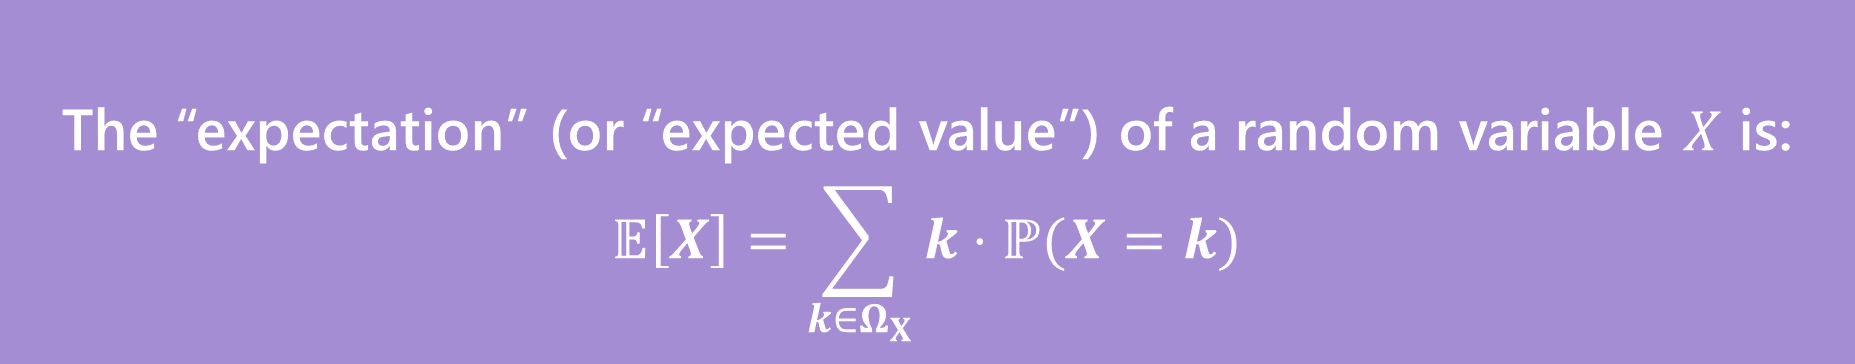 The “expectation” (or “expected value”) of a random variable X is:
𝔼[X] = ∑_{k∈Ω_X} k · ℙ(X = k)